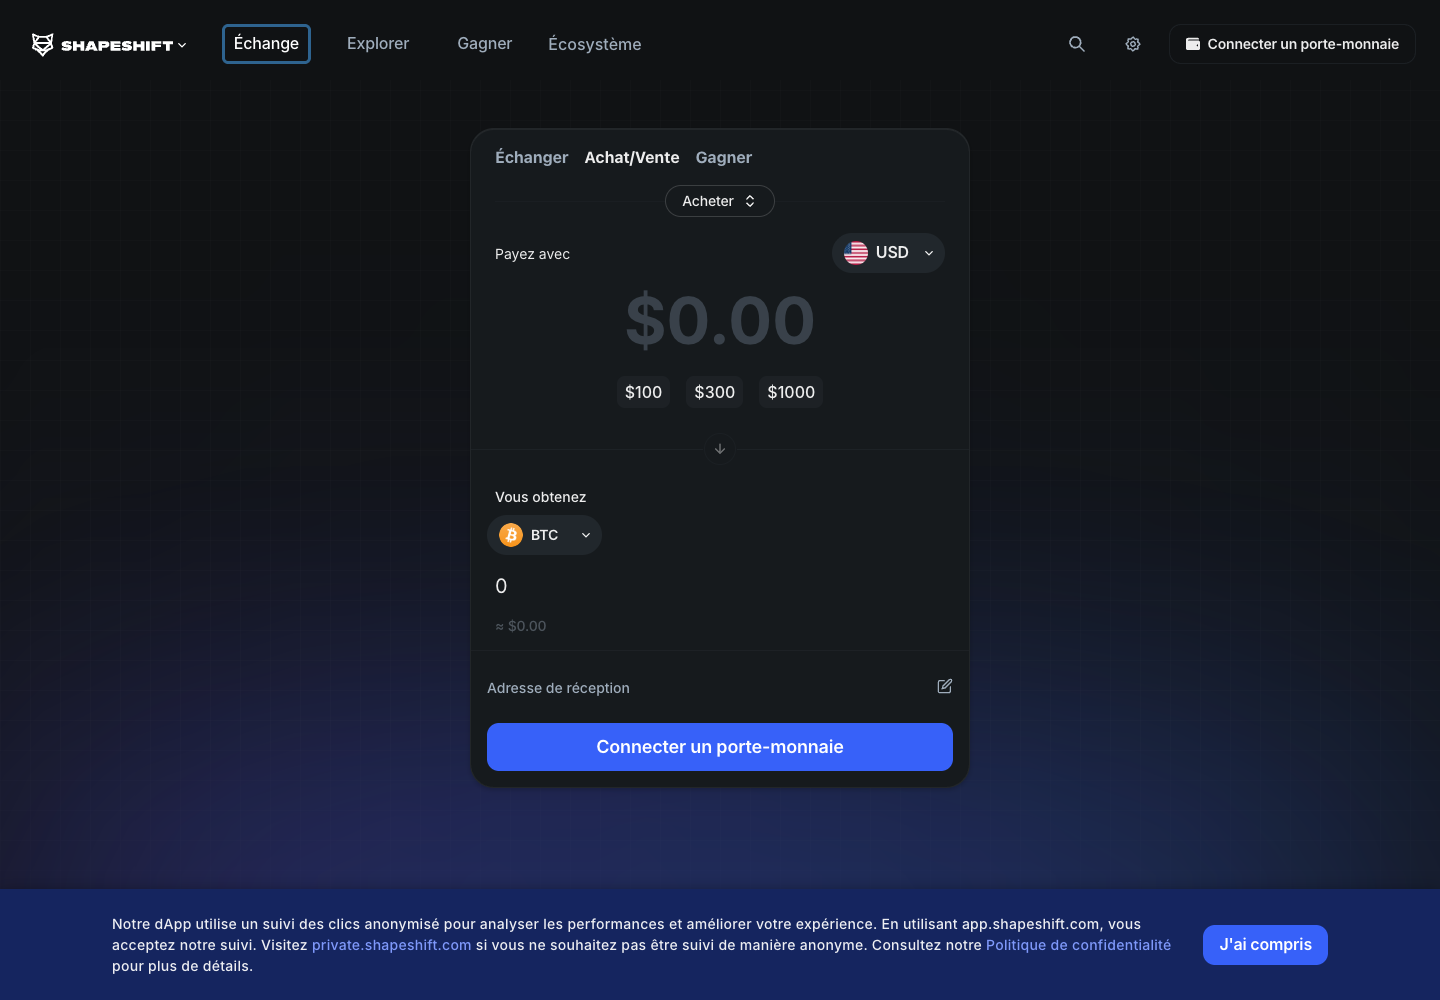 SHAPESHIFT
Échange
Explorer
Gagner
Écosystème
Connecter un porte-monnaie
Échanger
Achat/Vente
Gagner
Acheter
Payez avec
USD
$0.00
$100
$300
$1000
Vous obtenez
BTC
0
≈ $0.00
Adresse de réception
Connecter un porte-monnaie
Notre dApp utilise un suivi des clics anonymisé pour analyser les performances et améliorer votre expérience. En utilisant app.shapeshift.com, vous
acceptez notre suivi. Visitez private.shapeshift.com si vous ne souhaitez pas être suivi de manière anonyme. Consultez notre Politique de confidentialité
pour plus de détails.
J'ai compris